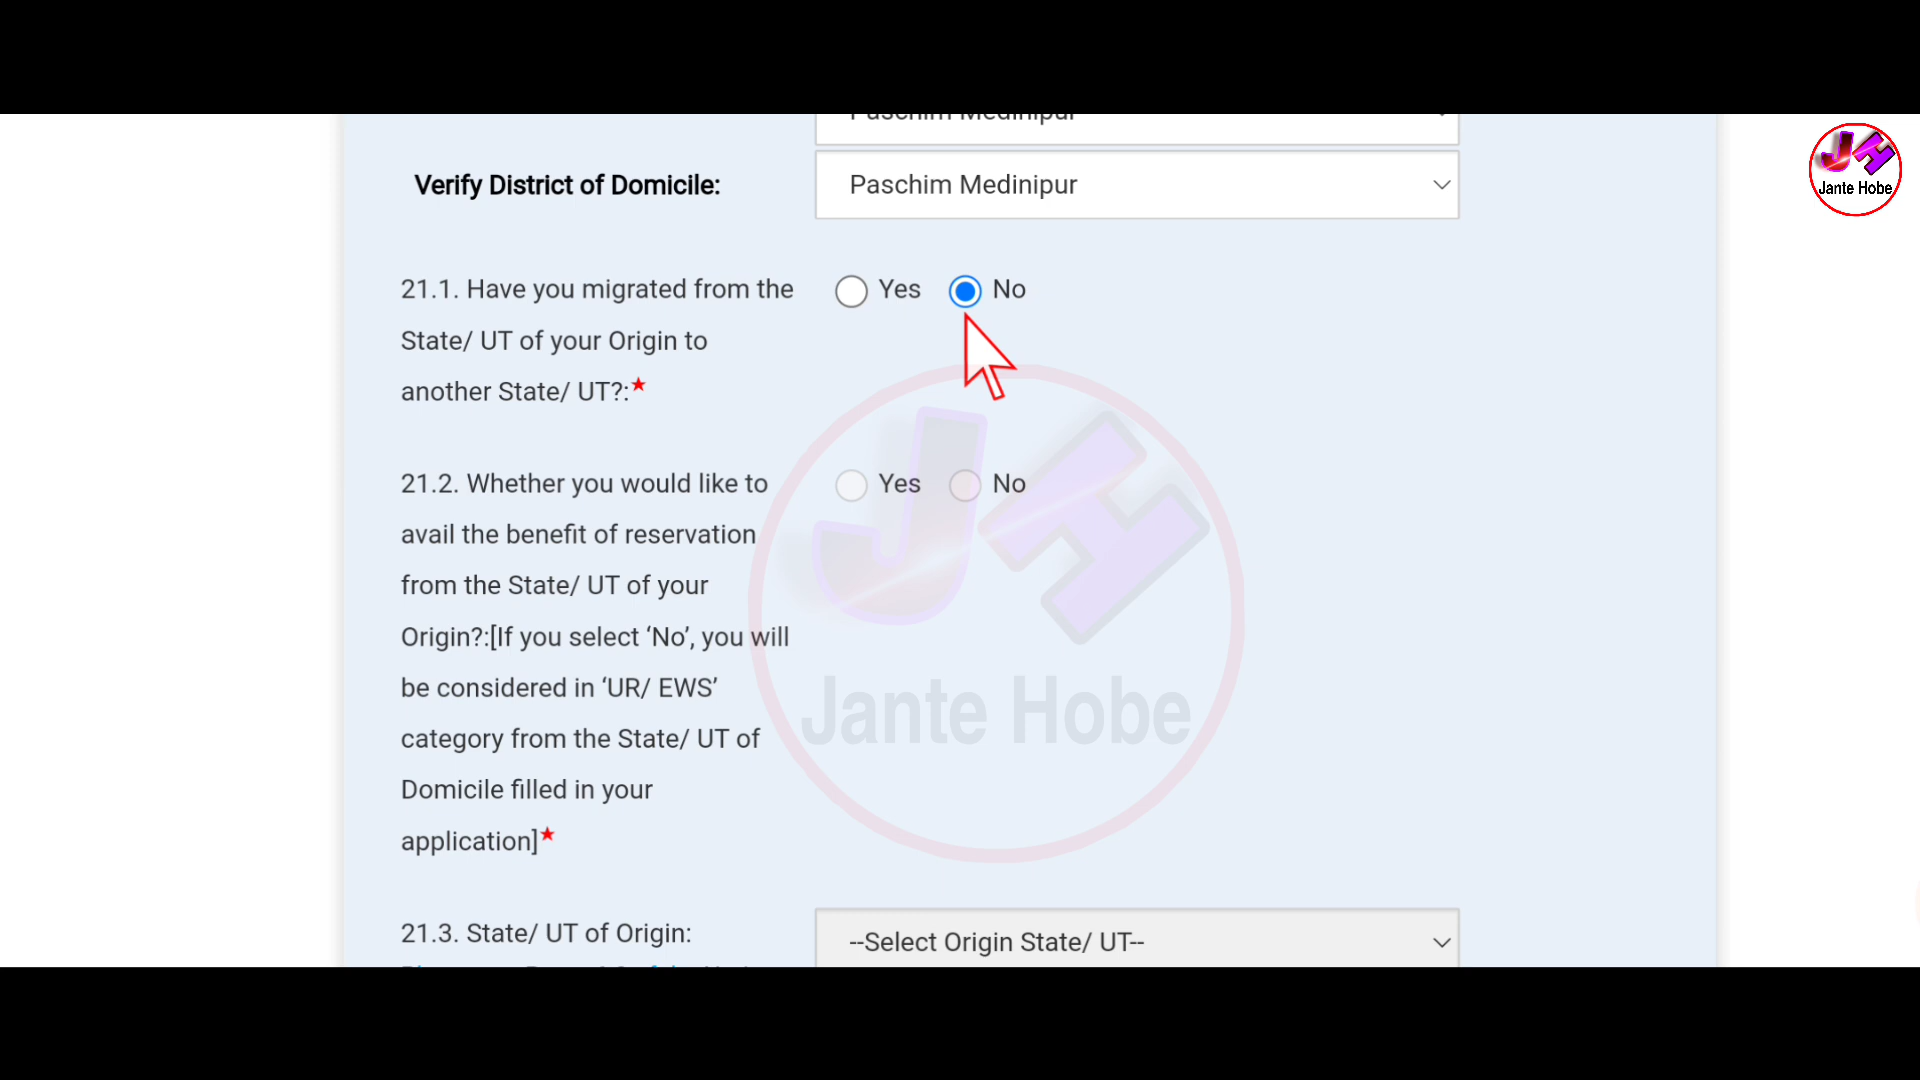 Paschim Medinipur
Verify District of Domicile:
Paschim Medinipur
21.1. Have you migrated from the
State/ UT of your Origin to
another State/ UT?:★
Yes No
21.2. Whether you would like to
avail the benefit of reservation
from the State/ UT of your
Origin?:[If you select ‘No’, you will
be considered in ‘UR/ EWS’
category from the State/ UT of
Domicile filled in your
application]★
Yes No
21.3. State/ UT of Origin:
--Select Origin State/ UT--
JH
Jante Hobe
JH
Jante Hobe